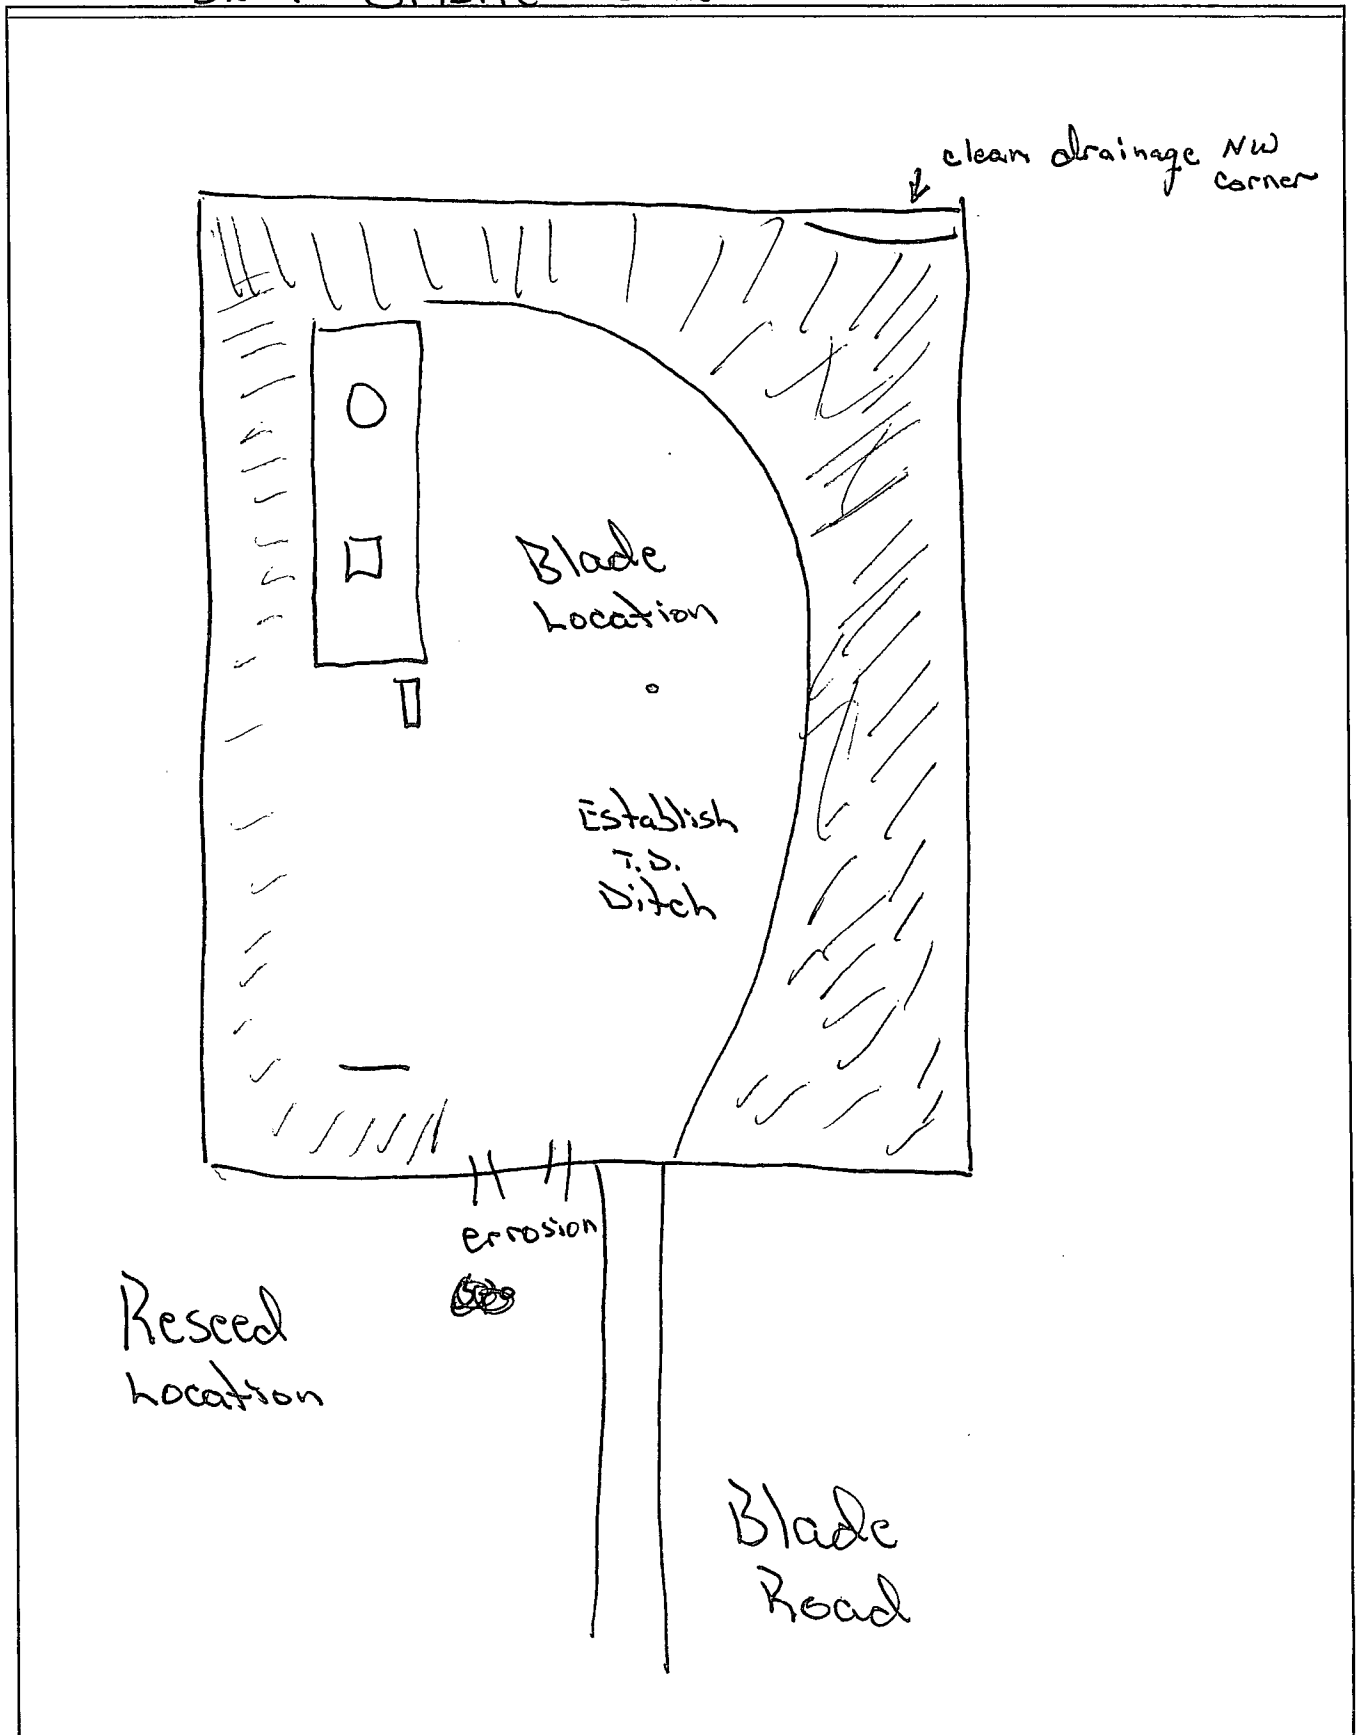 clean drainage NW
corner
Blade
Location
Establish
T.D.
Ditch
errosion
Reseed
Location
Blade
Road